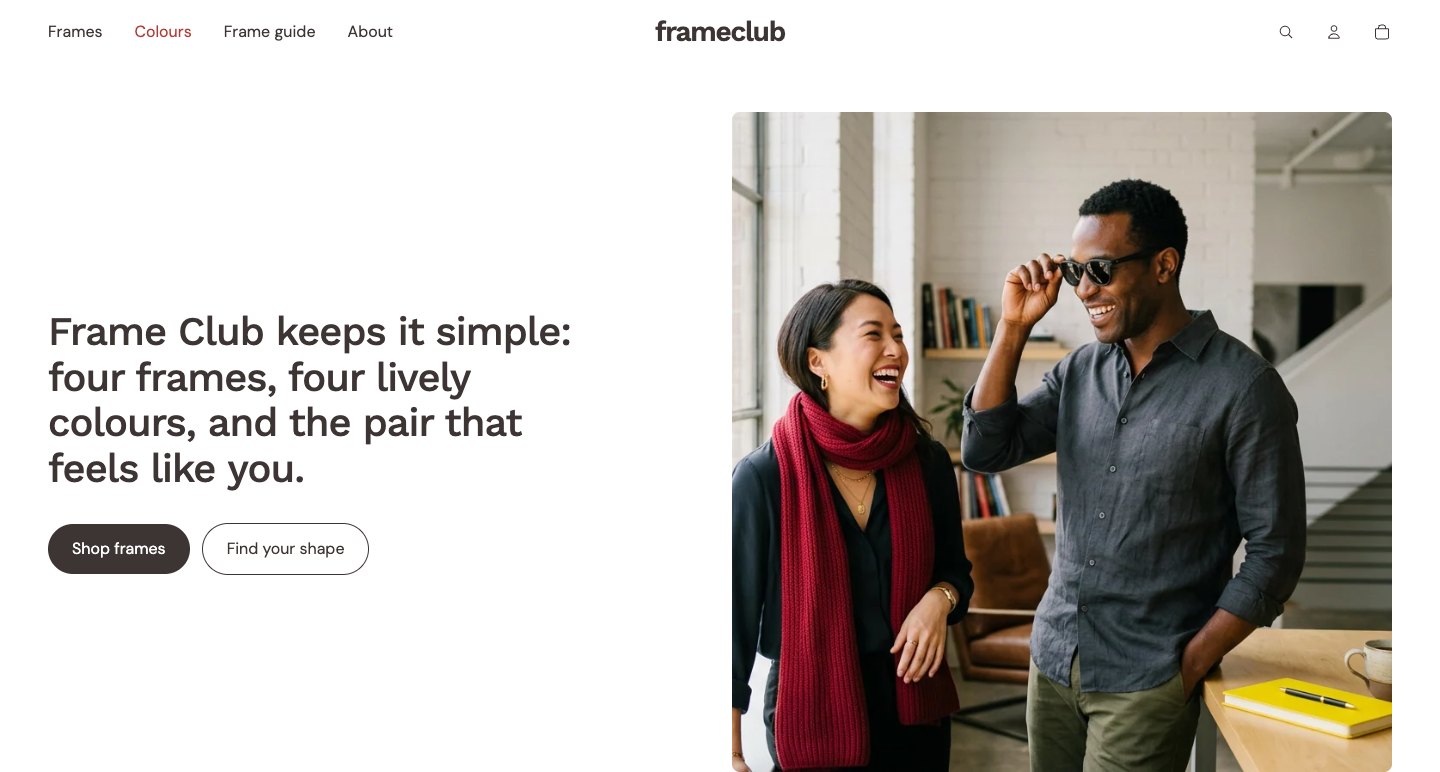 Frames
Colours
Frame guide
About
frameclub
Frame Club keeps it simple:
four frames, four lively
colours, and the pair that
feels like you.
Shop frames
Find your shape